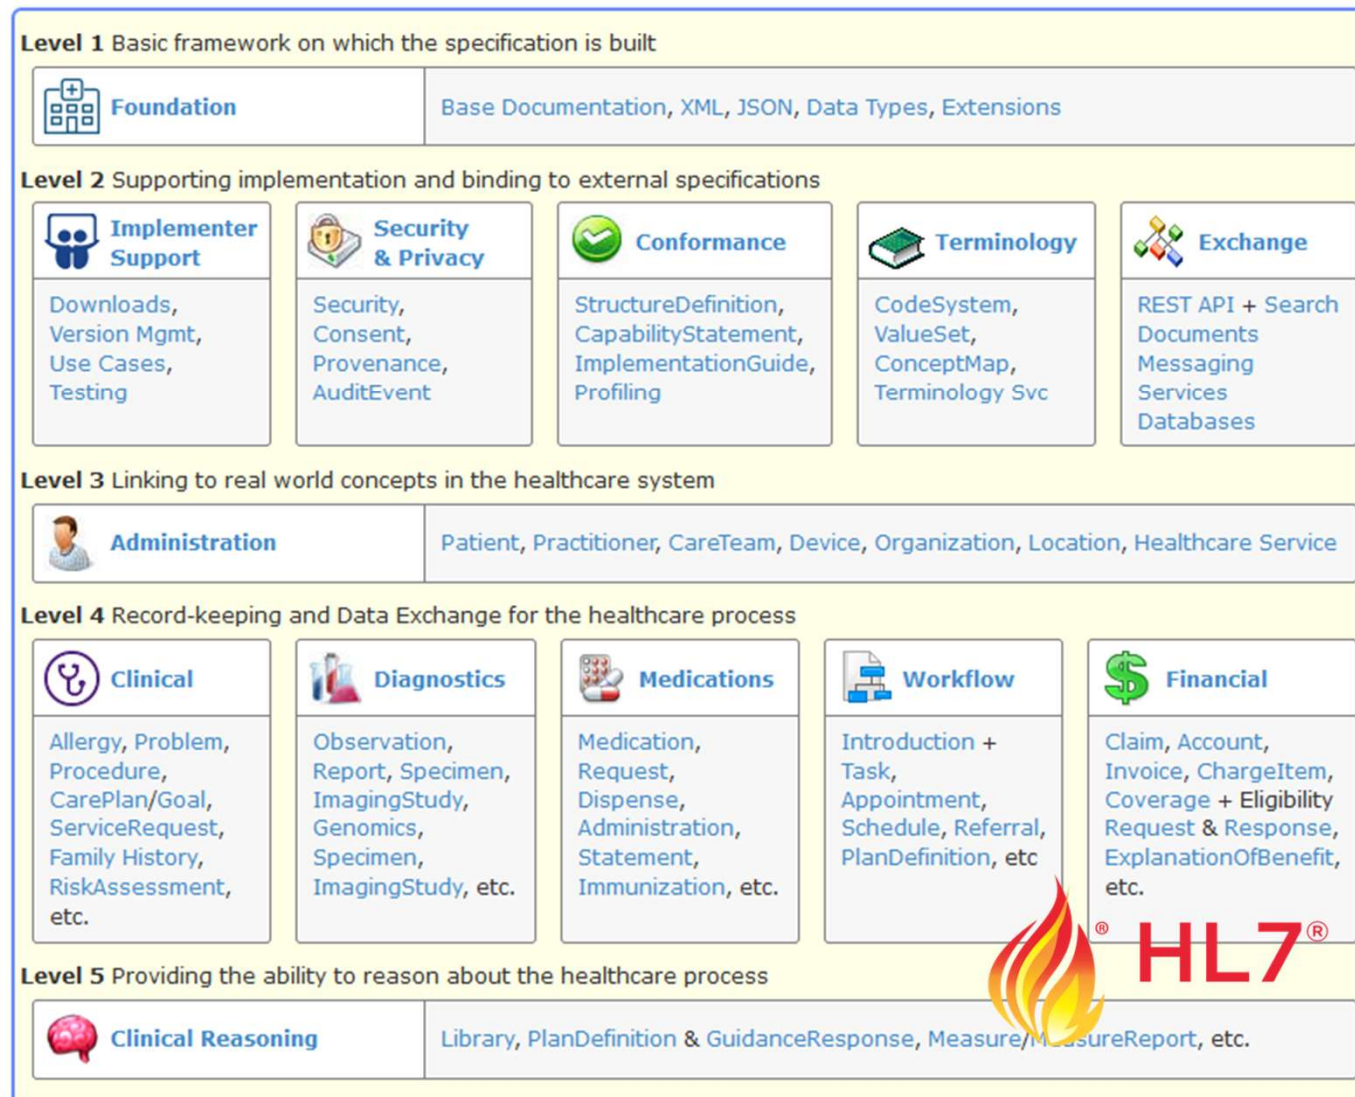 Level 1 Basic framework on which the specification is built
Foundation
Base Documentation, XML, JSON, Data Types, Extensions
Level 2 Supporting implementation and binding to external specifications
Implementer
Support
Downloads,
Version Mgmt,
Use Cases,
Testing
Security
& Privacy
Security,
Consent,
Provenance,
AuditEvent
Conformance
StructureDefinition,
CapabilityStatement,
ImplementationGuide,
Profiling
Terminology
CodeSystem,
ValueSet,
ConceptMap,
Terminology Svc
Exchange
REST API + Search
Documents
Messaging
Services
Databases
Level 3 Linking to real world concepts in the healthcare system
Administration
Patient, Practitioner, CareTeam, Device, Organization, Location, Healthcare Service
Level 4 Record-keeping and Data Exchange for the healthcare process
Clinical
Allergy, Problem,
Procedure,
CarePlan/Goal,
ServiceRequest,
Family History,
RiskAssessment,
etc.
Diagnostics
Observation,
Report, Specimen,
ImagingStudy,
Genomics,
Specimen,
ImagingStudy, etc.
Medications
Medication,
Request,
Dispense,
Administration,
Statement,
Immunization, etc.
Workflow
Introduction +
Task,
Appointment,
Schedule, Referral,
PlanDefinition, etc
Financial
Claim, Account,
Invoice, ChargeItem,
Coverage + Eligibility
Request & Response,
ExplanationOfBenefit,
etc.
® HL7®
Level 5 Providing the ability to reason about the healthcare process
Clinical Reasoning
Library, PlanDefinition & GuidanceResponse, Measure/MeasureReport, etc.